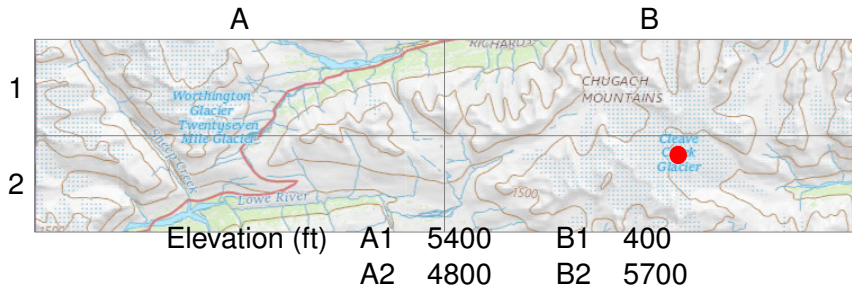 A B
RICHARDS
1
CHUGACH
MOUNTAINS
Worthington
Glacier
Twentyseven
Mile Glacier
Sheep Creek
Cleave
Creek
Glacier
2
1500
Lowe River
1500
Elevation (ft) A1 5400 B1 400
A2 4800 B2 5700